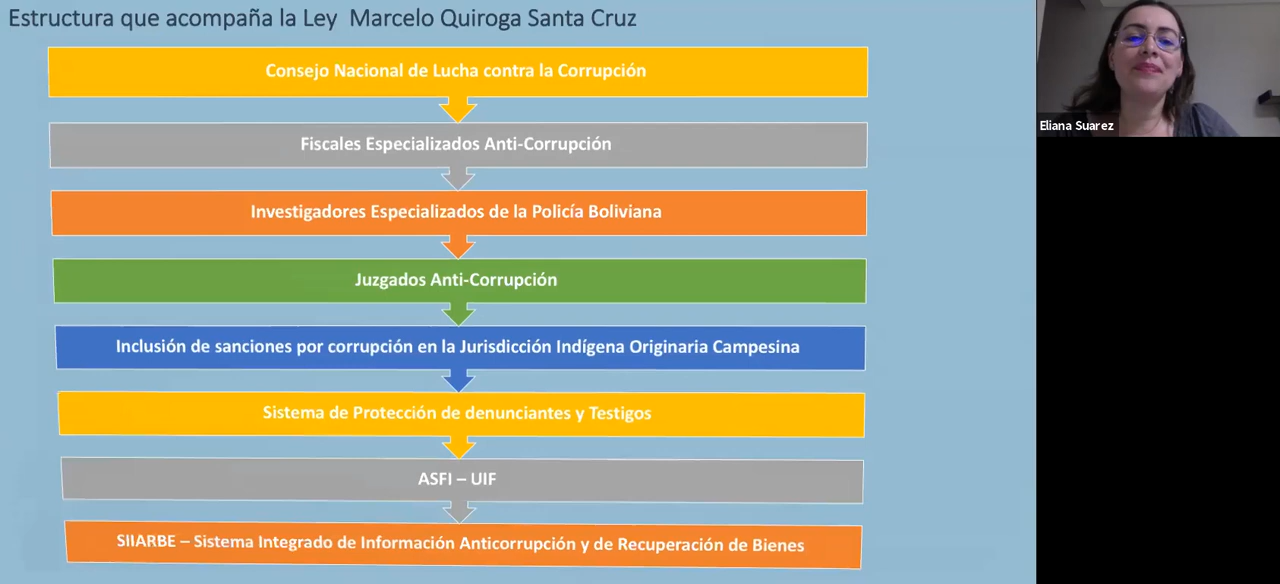 Estructura que acompaña la Ley Marcelo Quiroga Santa Cruz
Consejo Nacional de Lucha contra la Corrupción
Fiscales Especializados Anti-Corrupción
Investigadores Especializados de la Policía Boliviana
Juzgados Anti-Corrupción
Inclusión de sanciones por corrupción en la Jurisdicción Indígena Originaria Campesina
Sistema de Protección de denunciantes y Testigos
ASFI – UIF
SIIARBE – Sistema Integrado de Información Anticorrupción y de Recuperación de Bienes
Eliana Suarez